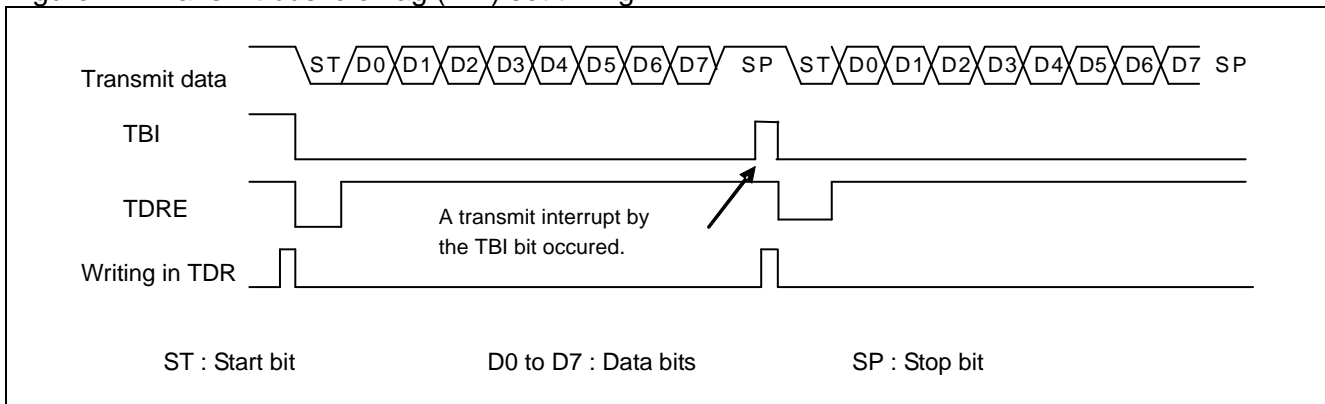 Transmit data ST D0 D1 D2 D3 D4 D5 D6 D7 SP ST D0 D1 D2 D3 D4 D5 D6 D7 SP
TBI
TDRE
A transmit interrupt by
the TBI bit occured.
Writing in TDR
ST : Start bit D0 to D7 : Data bits SP : Stop bit